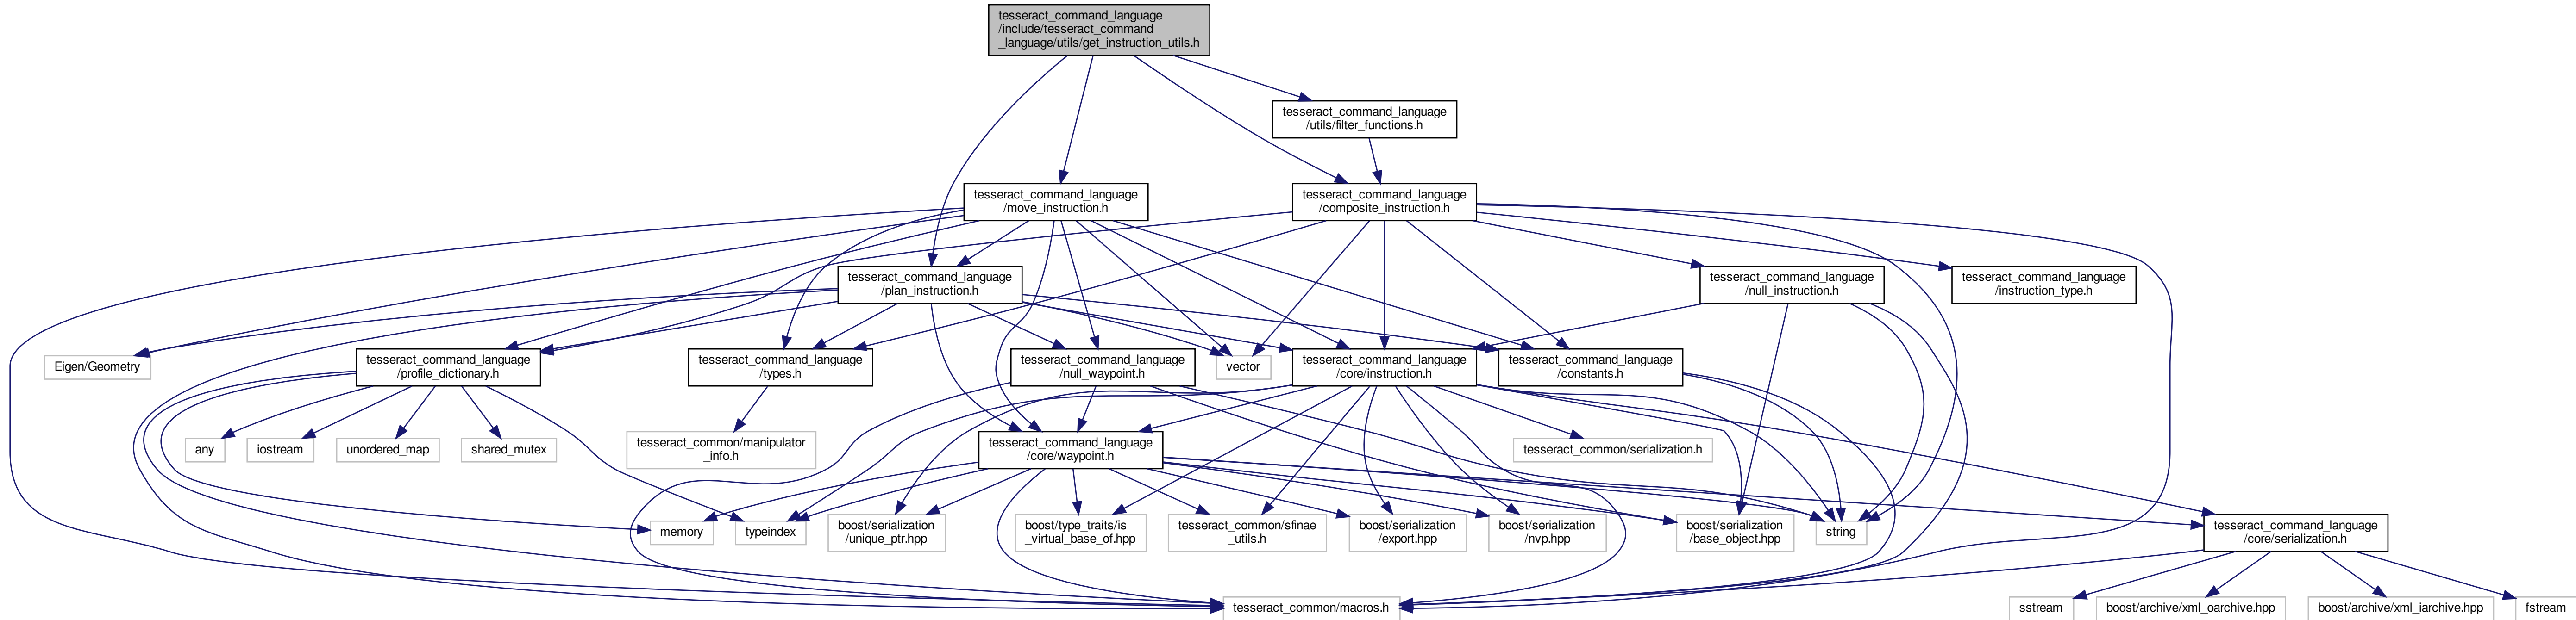 tesseract_command_language
/include/tesseract_command
_language/utils/get_instruction_utils.h
tesseract_command_language
/utils/filter_functions.h
tesseract_command_language
/move_instruction.h
tesseract_command_language
/composite_instruction.h
tesseract_command_language
/plan_instruction.h
tesseract_command_language
/null_instruction.h
tesseract_command_language
/instruction_type.h
Eigen/Geometry
tesseract_command_language
/profile_dictionary.h
tesseract_command_language
/types.h
tesseract_command_language
/null_waypoint.h
vector
tesseract_command_language
/core/instruction.h
tesseract_command_language
/constants.h
any
iostream
unordered_map
shared_mutex
tesseract_common/manipulator
_info.h
tesseract_command_language
/core/waypoint.h
tesseract_common/serialization.h
memory
typeindex
boost/serialization
/unique_ptr.hpp
boost/type_traits/is
_virtual_base_of.hpp
tesseract_common/sfinae
_utils.h
boost/serialization
/export.hpp
boost/serialization
/nvp.hpp
boost/serialization
/base_object.hpp
string
tesseract_command_language
/core/serialization.h
tesseract_common/macros.h
sstream
boost/archive/xml_oarchive.hpp
boost/archive/xml_iarchive.hpp
fstream